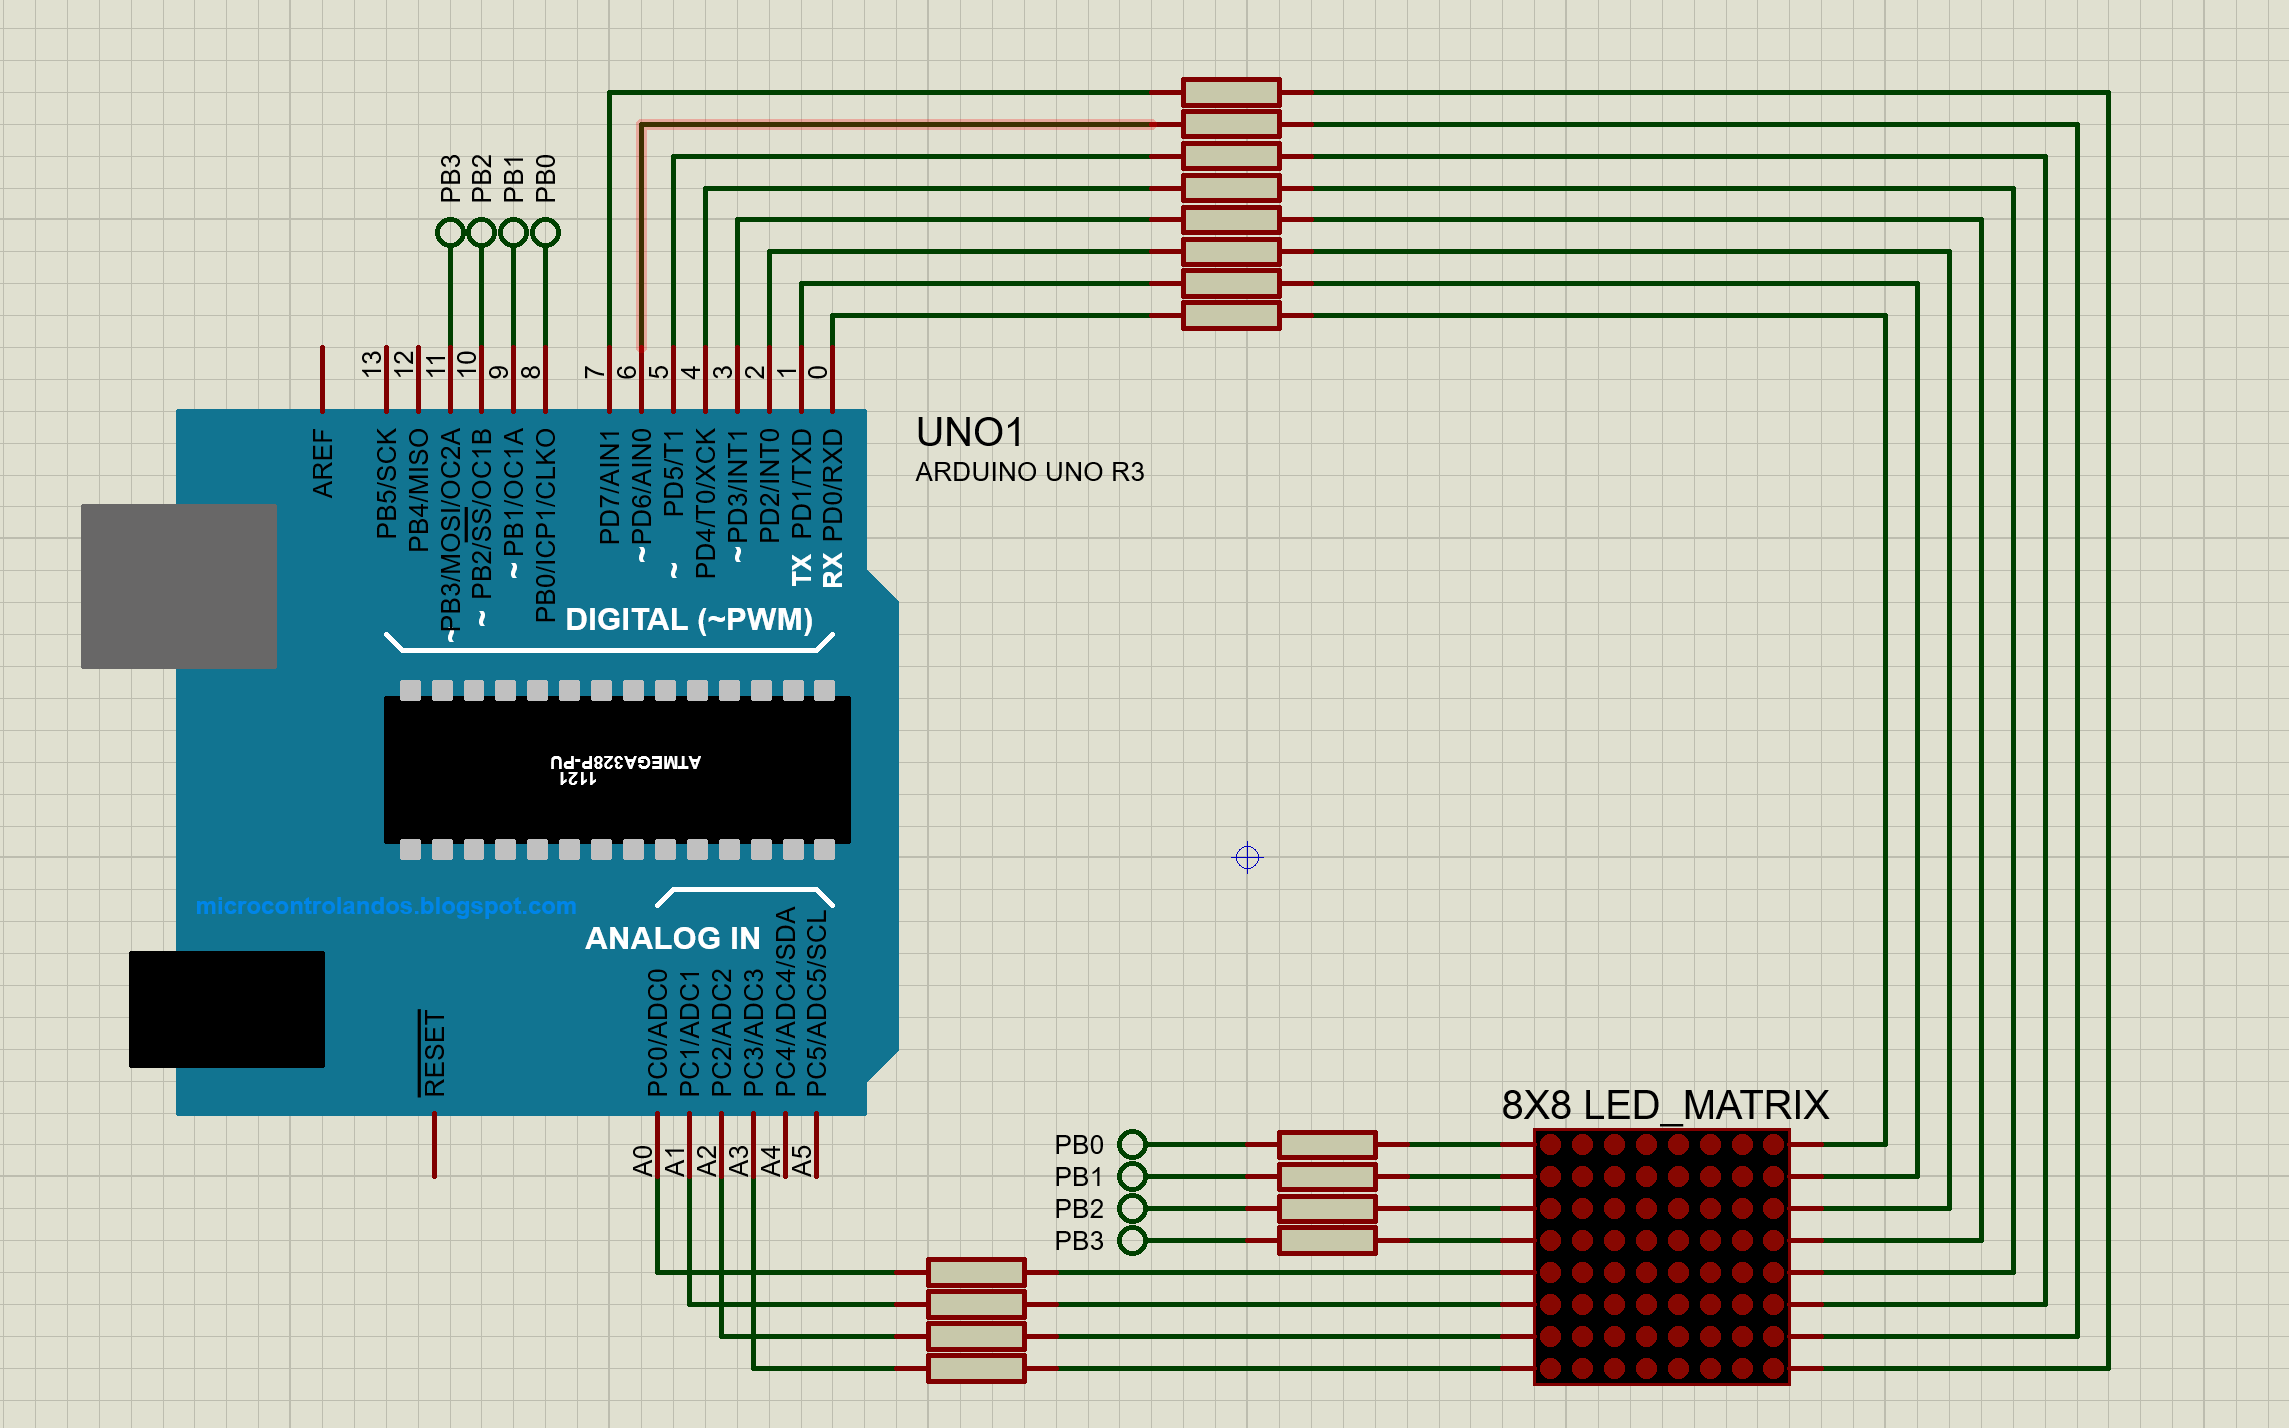 PB3
PB2
PB1
PB0
13
12
11
10
9
8
7
6
5
4
3
2
1
0
UNO1
ARDUINO UNO R3
AREF
PB5/SCK
PB4/MISO
~PB3/MOSI/OC2A
~ PB2/SS/OC1B
~ PB1/OC1A
PB0/ICP1/CLKO
PD7/AIN1
~PD6/AIN0
~ PD5/T1
PD4/T0/XCK
~PD3/INT1
PD2/INT0
TX PD1/TXD
RX PD0/RXD
DIGITAL (~PWM)
ATMEGA328P-PU
1121
microcontrolandos.blogspot.com
ANALOG IN
RESET
PC0/ADC0
PC1/ADC1
PC2/ADC2
PC3/ADC3
PC4/ADC4/SDA
PC5/ADC5/SCL
A0
A1
A2
A3
A4
A5
8X8 LED_MATRIX
PB0
PB1
PB2
PB3